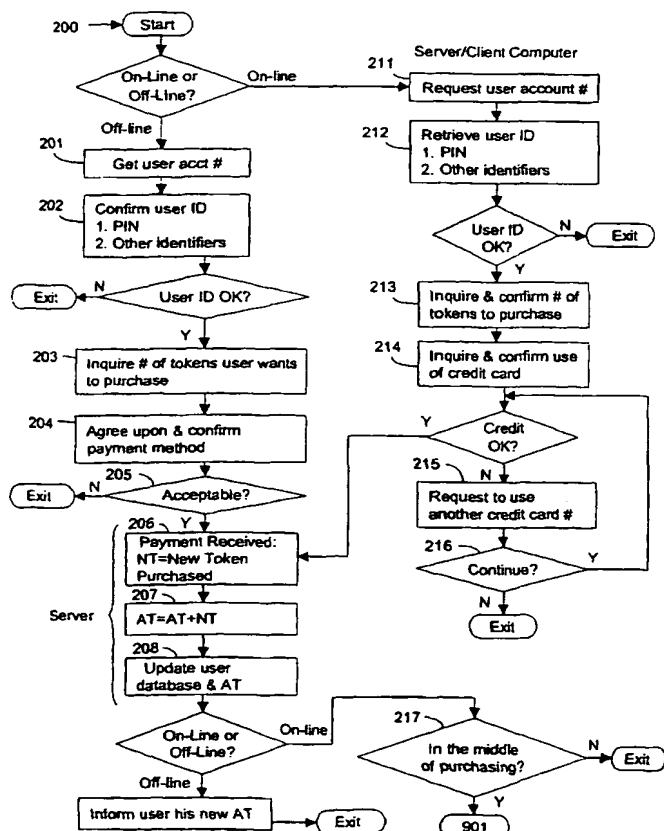 200
Start
On-Line or
Off-Line?
On-line
Off-line
201
Get user acct #
202
Confirm user ID
1. PIN
2. Other identifiers
Exit
N
User ID OK?
Y
203
Inquire # of tokens user wants
to purchase
204
Agree upon & confirm
payment method
205
Exit
N
Acceptable?
Y
206
Payment Received:
NT=New Token
Purchased
Server
207
AT=AT+NT
208
Update user
database & AT
On-Line or
Off-Line?
On-line
Off-line
Inform user his new AT
Exit
Server/Client Computer
211
Request user account #
212
Retrieve user ID
1. PIN
2. Other identifiers
User ID
OK?
N
Exit
Y
213
Inquire & confirm # of
tokens to purchase
214
Inquire & confirm use
of credit card
Y
Credit
OK?
N
215
Request to use
another credit card #
216
Continue?
Y
N
Exit
217
In the middle
of purchasing?
N
Exit
Y
901